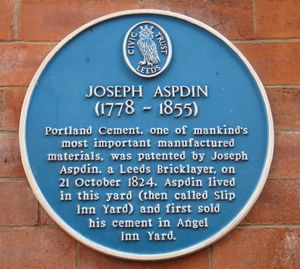 CIVIC TRUST
LEEDS
JOSEPH ASPDIN
(1778 - 1855)
Portland Cement, one of mankind's
most important manufactured
materials, was patented by Joseph
Aspdin, a Leeds Bricklayer, on
21 October 1824. Aspdin lived
in this yard (then called Slip
Inn Yard) and first sold
his cement in Angel
Inn Yard.